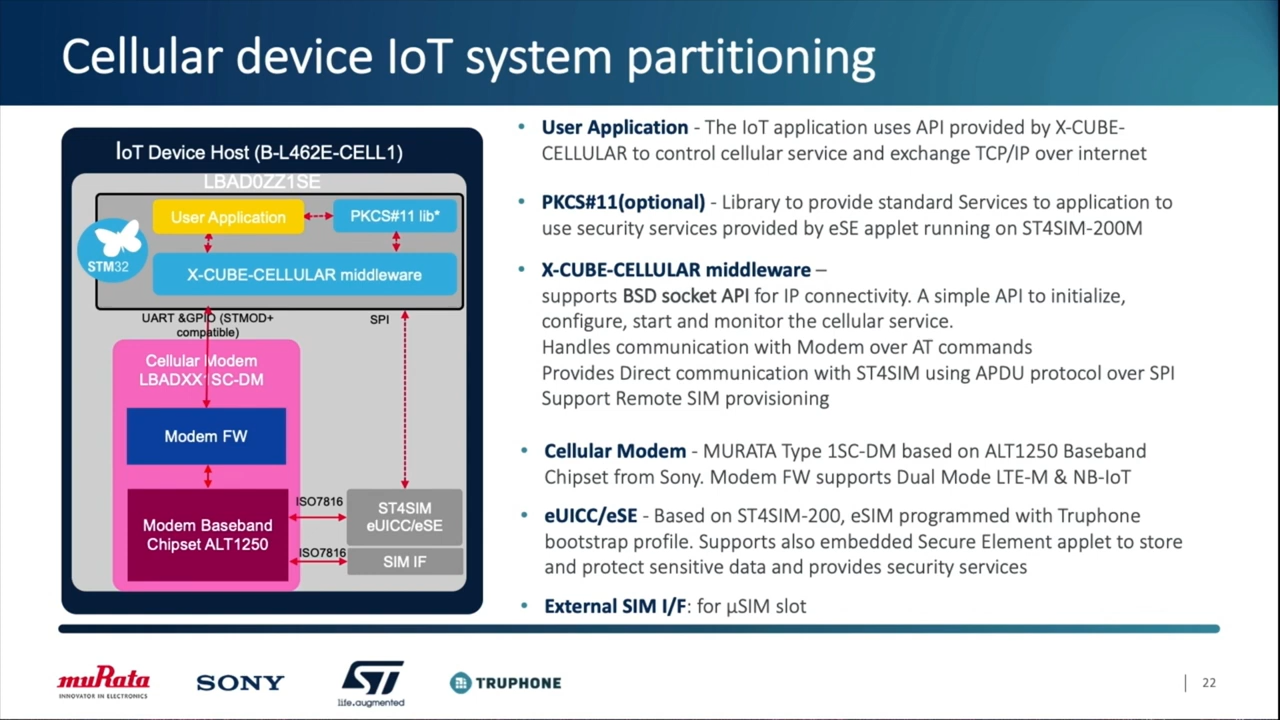 Cellular device IoT system partitioning
IoT Device Host (B-L462E-CELL1)
LBAD0ZZ1SE
User Application
PKCS#11 lib*
STM32
X-CUBE-CELLULAR middleware
UART &GPIO (STMOD+
compatible)
SPI
Cellular Modem
LBADXX1SC-DM
Modem FW
Modem Baseband
Chipset ALT1250
ISO7816
ST4SIM
eUICC/eSE
ISO7816
SIM IF
• User Application - The IoT application uses API provided by X-CUBE-
CELLULAR to control cellular service and exchange TCP/IP over internet
• PKCS#11(optional) - Library to provide standard Services to application to
use security services provided by eSE applet running on ST4SIM-200M
• X-CUBE-CELLULAR middleware –
supports BSD socket API for IP connectivity. A simple API to initialize,
configure, start and monitor the cellular service.
Handles communication with Modem over AT commands
Provides Direct communication with ST4SIM using APDU protocol over SPI
Support Remote SIM provisioning
• Cellular Modem - MURATA Type 1SC-DM based on ALT1250 Baseband
Chipset from Sony. Modem FW supports Dual Mode LTE-M & NB-IoT
• eUICC/eSE - Based on ST4SIM-200, eSIM programmed with Truphone
bootstrap profile. Supports also embedded Secure Element applet to store
and protect sensitive data and provides security services
• External SIM I/F: for µSIM slot
muRata
INNOVATOR IN ELECTRONICS
SONY
ST
life.augmented
TRUPHONE
22